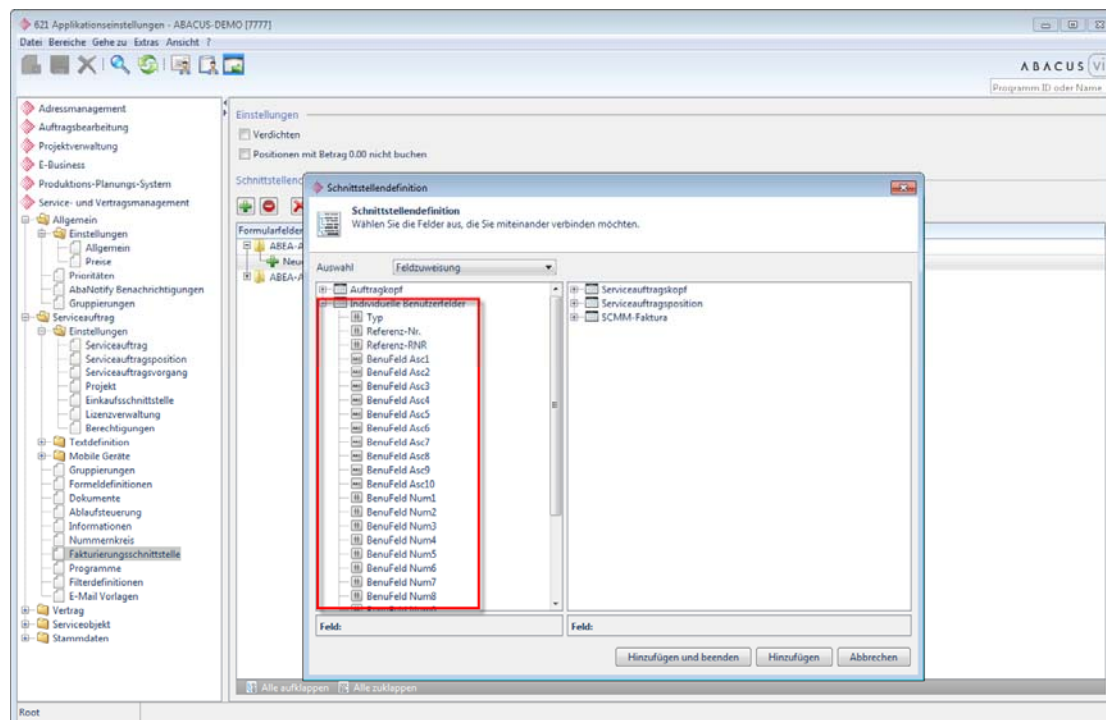 621 Applikationseinstellungen - ABACUS-DEMO [7777]
Datei Bereiche Gehe zu Extras Ansicht ?
ABACUS vi
Programm ID oder Name
Adressmanagement
Auftragsbearbeitung
Projektverwaltung
E-Business
Produktions-Planungs-System
Service- und Vertragsmanagement
Allgemein
Einstellungen
Allgemein
Preise
Prioritäten
AbaNotify Benachrichtigungen
Gruppierungen
Serviceauftrag
Einstellungen
Serviceauftrag
Serviceauftragsposition
Serviceauftragsvorgang
Projekt
Einkaufsschnittstelle
Lizenzverwaltung
Berechtigungen
Textdefinition
Mobile Geräte
Gruppierungen
Formeldefinitionen
Dokumente
Ablaufsteuerung
Informationen
Nummernkreis
Fakturierungsschnittstelle
Programme
Filterdefinitionen
E-Mail Vorlagen
Vertrag
Serviceobjekt
Stammdaten
Root
Einstellungen
Verdichten
Positionen mit Betrag 0.00 nicht buchen
Schnittstellend
Formularfelder
ABEA-A
Neue
ABEA-A
Schnittstellendefinition
Schnittstellendefinition
Wählen Sie die Felder aus, die Sie miteinander verbinden möchten.
Auswahl Feldzuweisung
Auftragkopf
Individuelle Benutzerfelder
Typ
Referenz-Nr.
Referenz-RNR
BenuFeld Asc1
BenuFeld Asc2
BenuFeld Asc3
BenuFeld Asc4
BenuFeld Asc5
BenuFeld Asc6
BenuFeld Asc7
BenuFeld Asc8
BenuFeld Asc9
BenuFeld Asc10
BenuFeld Num1
BenuFeld Num2
BenuFeld Num3
BenuFeld Num4
BenuFeld Num5
BenuFeld Num6
BenuFeld Num7
BenuFeld Num8
Serviceauftragskopf
Serviceauftragsposition
SCMM-Faktura
Feld:
Feld:
Hinzufügen und beenden Hinzufügen Abbrechen
Alle aufklappen Alle zuklappen